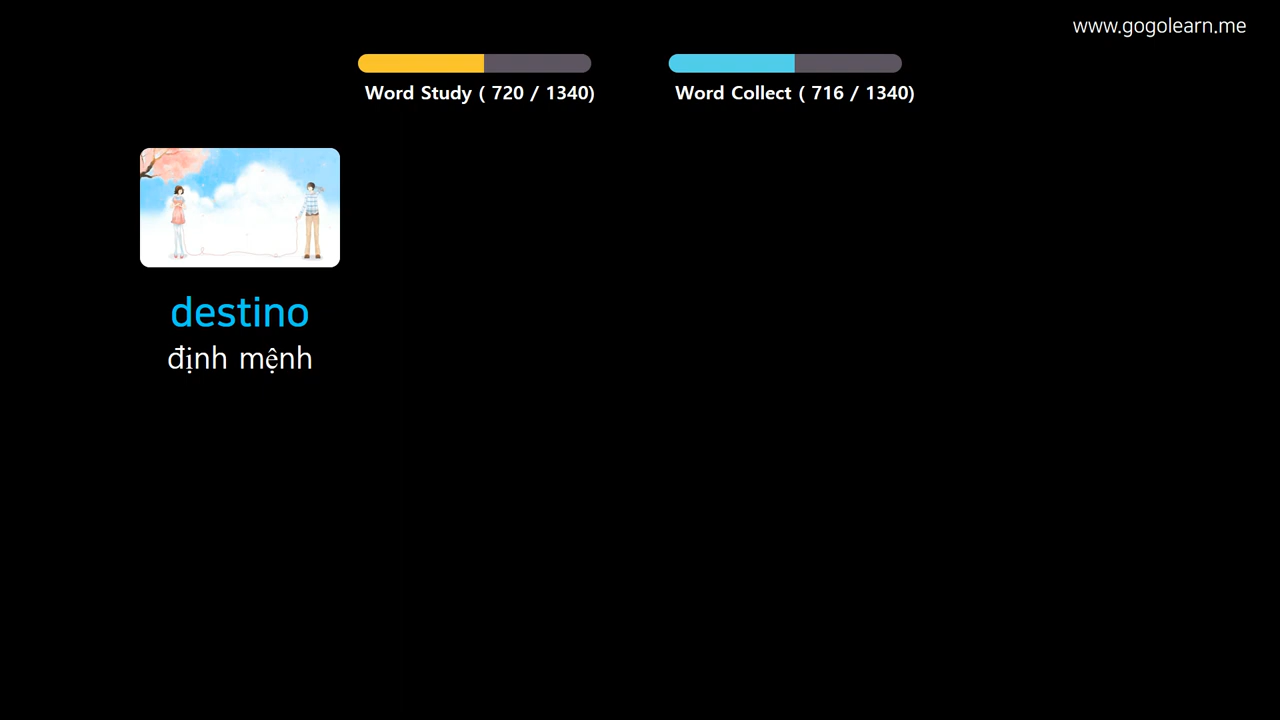 www.gogolearn.me
Word Study ( 720 / 1340)
Word Collect ( 716 / 1340)
destino
định mệnh